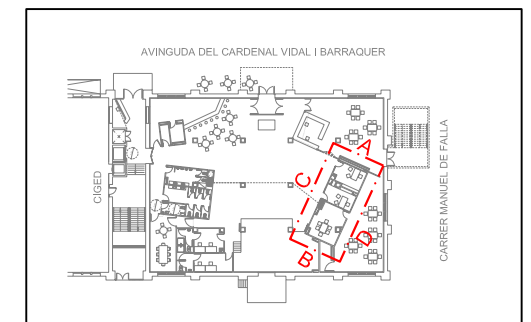 AVINGUDA DEL CARDENAL VIDAL I BARRAQUER
A
C
CIGED
CARRER MANUEL DE FALLA
D
B